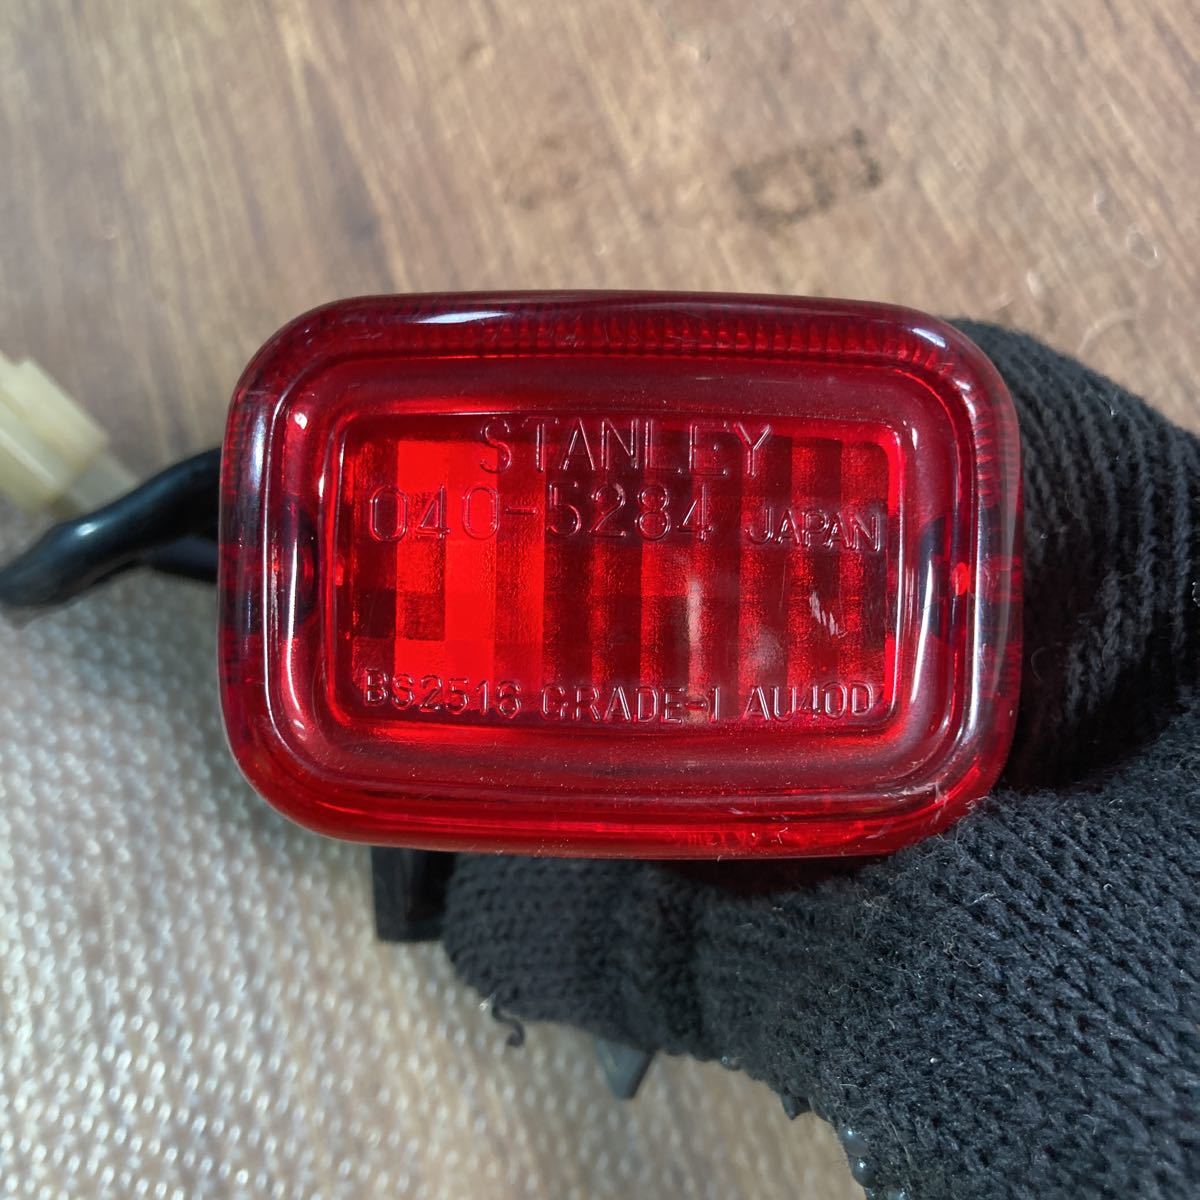 STANLEY
040-5284 JAPAN
BS2516 GRADE-1 AU40D